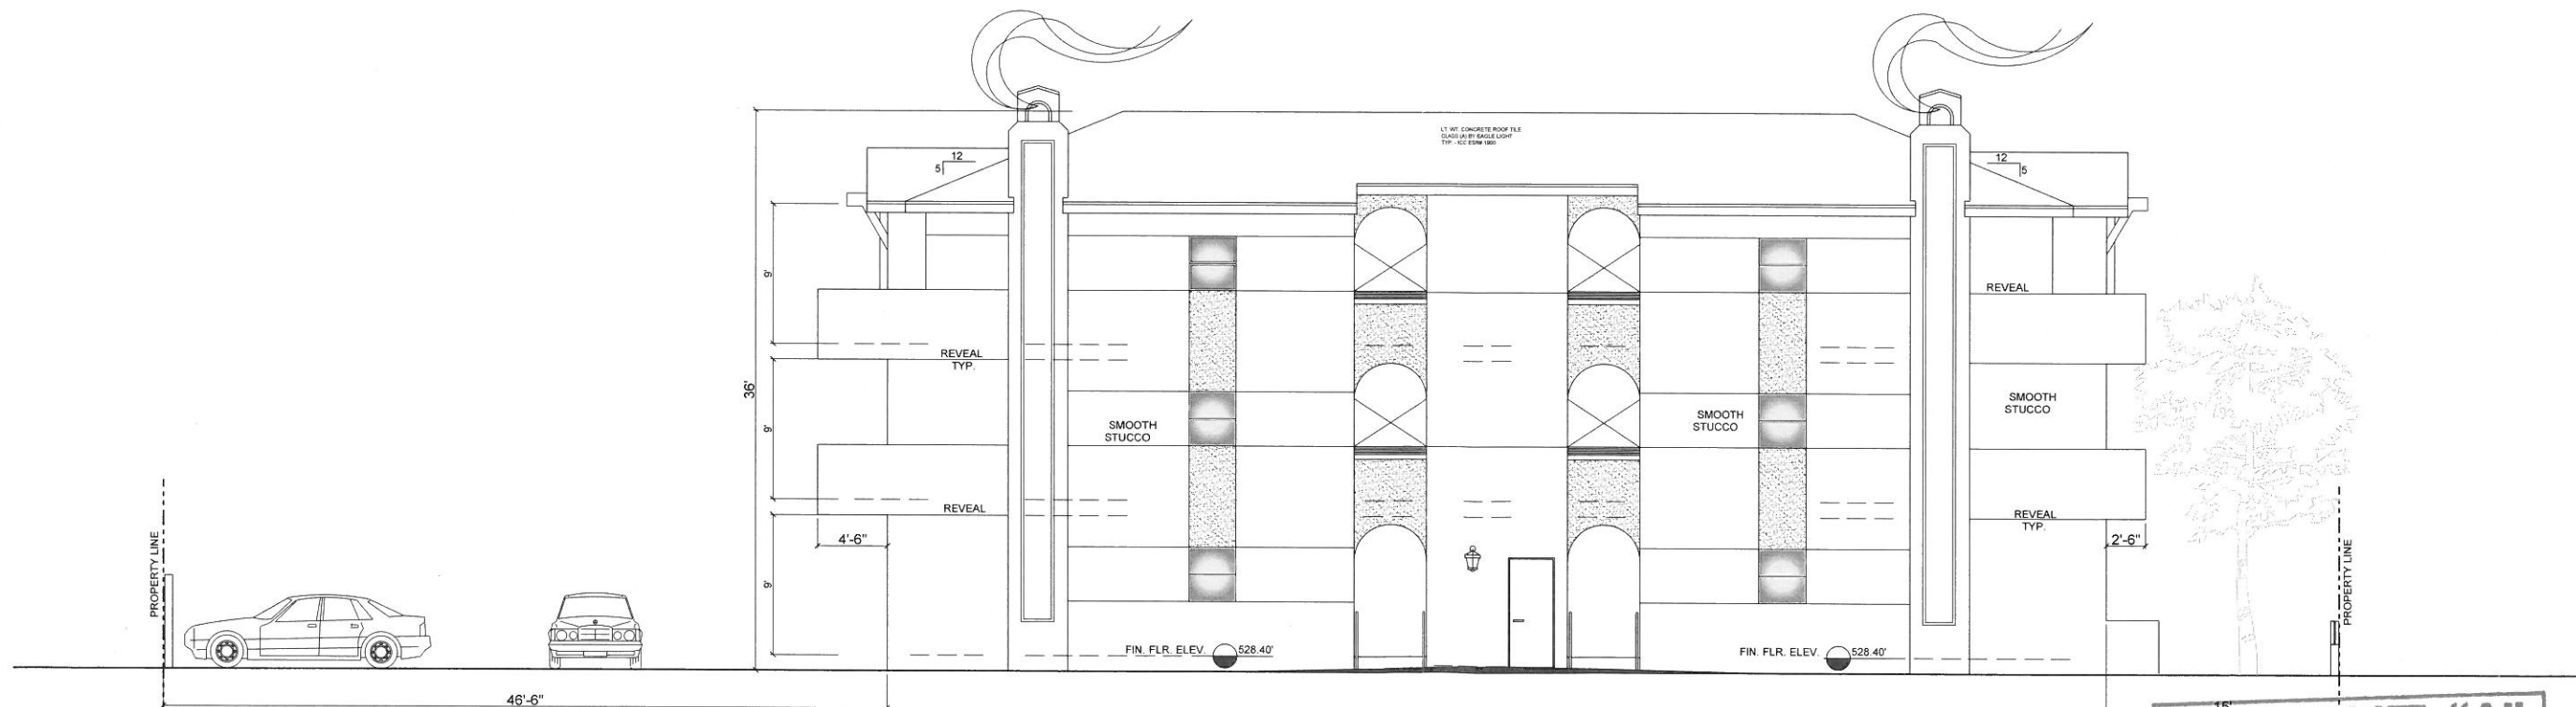 LT. WT. CONCRETE ROOF TILE
CLASS (A) BY EAGLE LIGHT
TYP. - ICC ESR# 1900
12
5
12
5
9'
REVEAL
REVEAL
TYP.
36'
9'
SMOOTH
STUCCO
SMOOTH
STUCCO
SMOOTH
STUCCO
REVEAL
REVEAL
TYP.
4'-6"
2'-6"
PROPERTY LINE
PROPERTY LINE
9'
FIN. FLR. ELEV.
528.40'
FIN. FLR. ELEV.
528.40'
46'-6"
15'